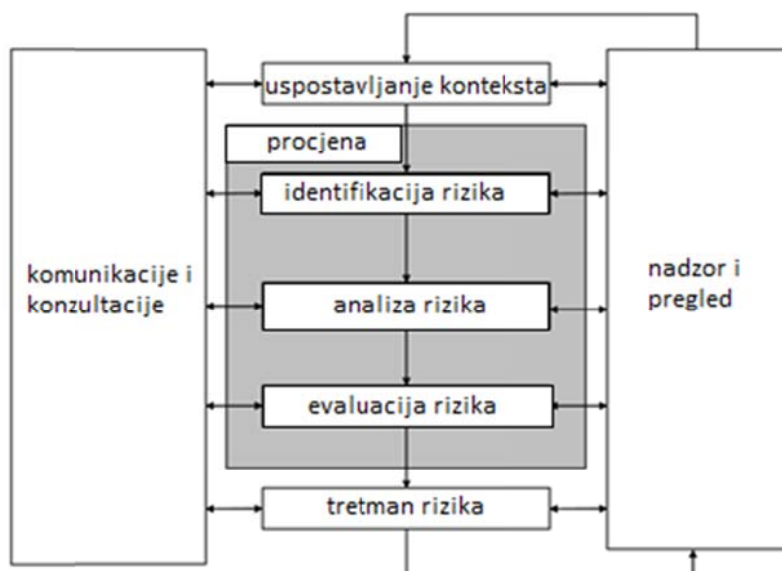 uspostavljanje konteksta
procjena
identifikacija rizika
komunikacije i
konzultacije
analiza rizika
nadzor i
pregled
evaluacija rizika
tretman rizika